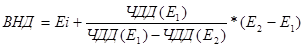 ВНД = Ei + ЧДД(E₁) / (ЧДД(E₁) − ЧДД(E₂)) * (E₂ − E₁)